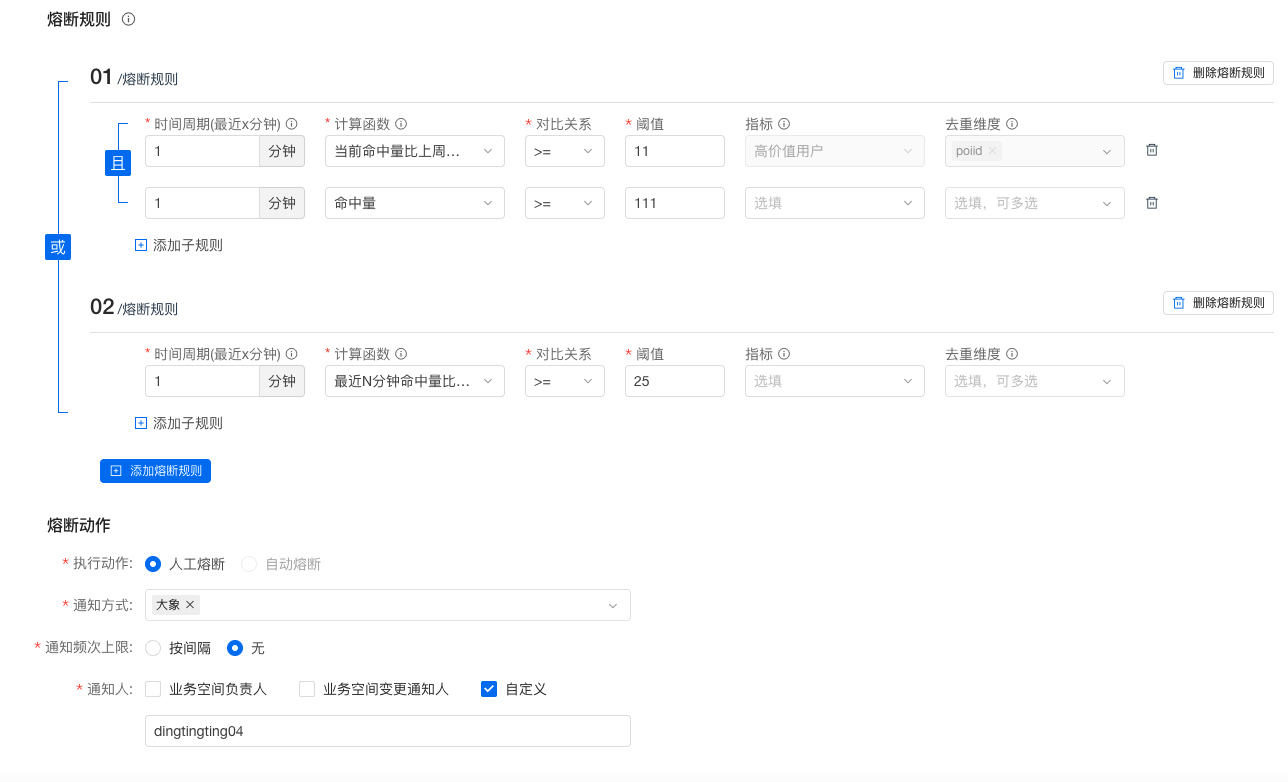 熔断规则
01 /熔断规则
删除熔断规则
* 时间周期(最近x分钟) * 计算函数 * 对比关系 * 阈值 指标 去重维度
1 分钟 当前命中量比上周... >= 11 高价值用户 poiid
且
1 分钟 命中量 >= 111 选填 选填，可多选
添加子规则
或
02 /熔断规则
删除熔断规则
* 时间周期(最近x分钟) * 计算函数 * 对比关系 * 阈值 指标 去重维度
1 分钟 最近N分钟命中量比... >= 25 选填 选填，可多选
添加子规则
添加熔断规则
熔断动作
* 执行动作: 人工熔断 自动熔断
* 通知方式: 大象
* 通知频次上限: 按间隔 无
* 通知人: 业务空间负责人 业务空间变更通知人 自定义
dingtingting04